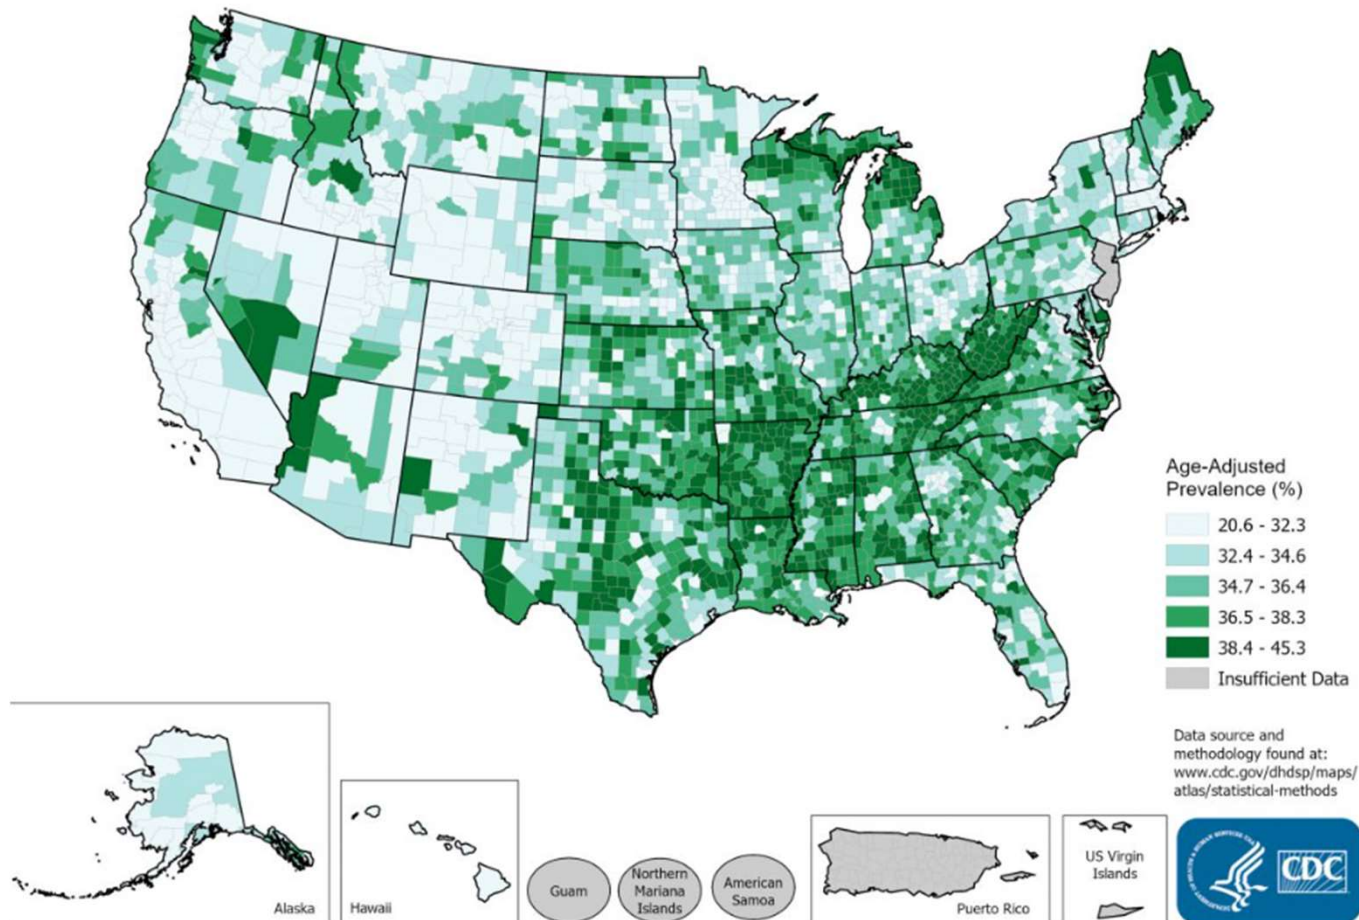 Age-Adjusted
Prevalence (%)
20.6 - 32.3
32.4 - 34.6
34.7 - 36.4
36.5 - 38.3
38.4 - 45.3
Insufficient Data
Data source and
methodology found at:
www.cdc.gov/dhdsp/maps/
atlas/statistical-methods
Alaska
Hawaii
Guam
Northern
Mariana
Islands
American
Samoa
Puerto Rico
US Virgin
Islands
CDC